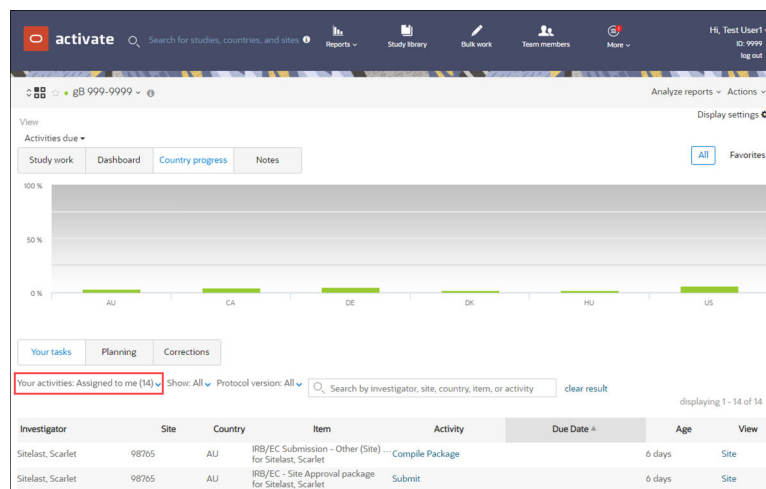 activate Search for studies, countries, and sites Reports Study library Bulk work Team members More Hi, Test User1
ID: 9999
log out
gB 999-9999 Analyze reports Actions
Display settings
View
Activities due
Study work Dashboard Country progress Notes All Favorites
100 %
50 %
0 %
AU CA DE DK HU US
Your tasks Planning Corrections
Your activities: Assigned to me (14) Show: All Protocol version: All Search by investigator, site, country, item, or activity clear result
displaying 1 - 14 of 14
Investigator Site Country Item Activity Due Date Age View
Sitelast, Scarlet 98765 AU IRB/EC Submission - Other (Site) ... Compile Package 6 days Site
for Sitelast, Scarlet
Sitelast, Scarlet 98765 AU IRB/EC - Site Approval package Submit 6 days Site
for Sitelast, Scarlet